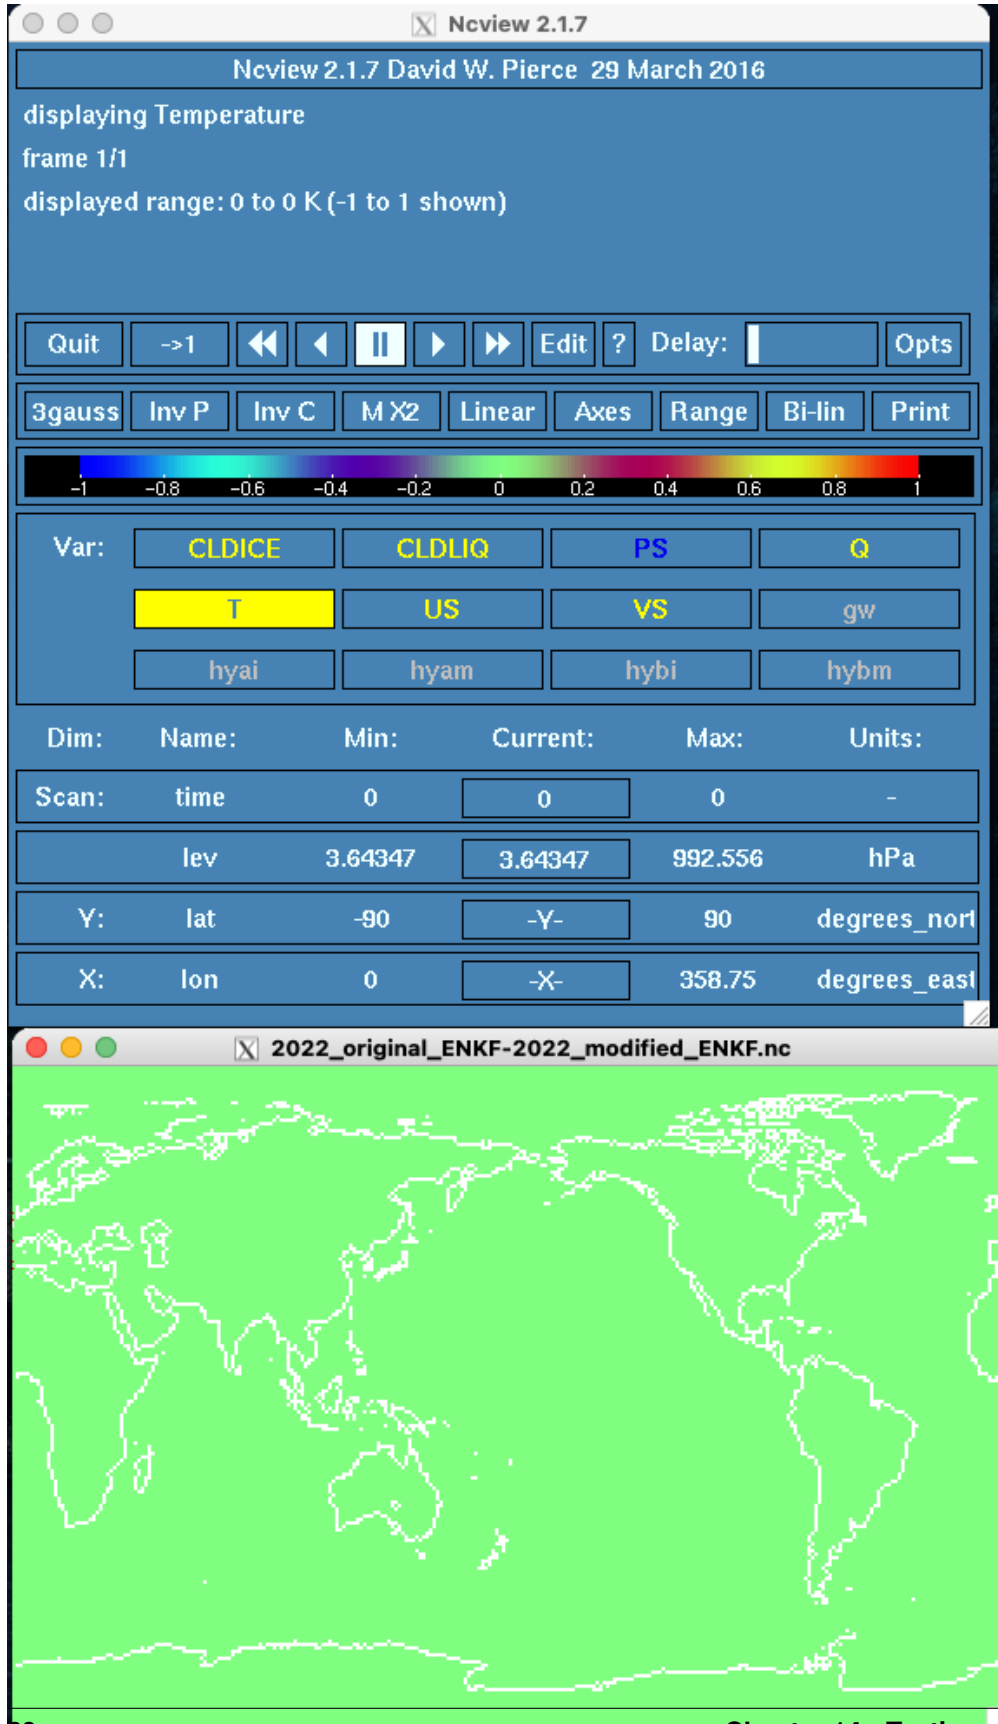 Ncview 2.1.7
Ncview 2.1.7 David W. Pierce 29 March 2016
displaying Temperature
frame 1/1
displayed range: 0 to 0 K (-1 to 1 shown)
Quit ->1 Edit ? Delay: Opts
3gauss Inv P Inv C M X2 Linear Axes Range Bi-lin Print
-1 -0.8 -0.6 -0.4 -0.2 0 0.2 0.4 0.6 0.8 1
Var: CLDICE CLDLIQ PS Q
T US VS gw
hyai hyam hybi hybm
Dim: Name: Min: Current: Max: Units:
Scan: time 0 0 0 -
lev 3.64347 3.64347 992.556 hPa
Y: lat -90 -Y- 90 degrees_nort
X: lon 0 -X- 358.75 degrees_east
2022_original_ENKF-2022_modified_ENKF.nc